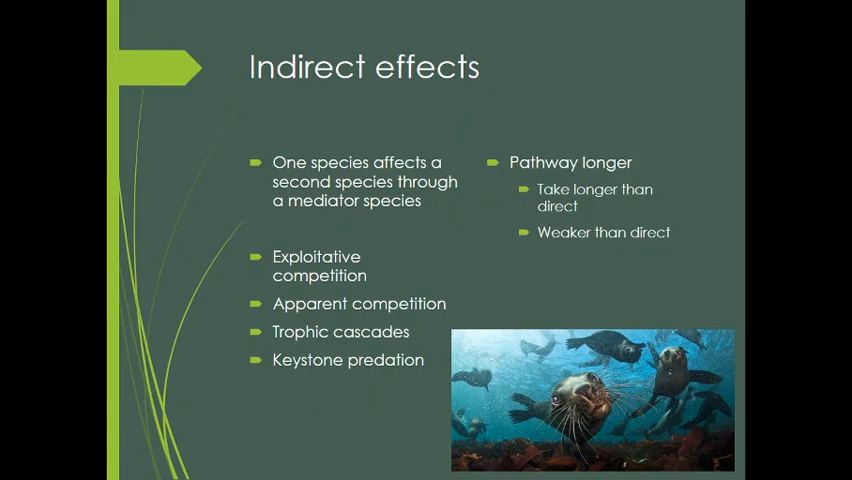 Indirect effects
One species affects a
second species through
a mediator species
Exploitative
competition
Apparent competition
Trophic cascades
Keystone predation
Pathway longer
Take longer than
direct
Weaker than direct